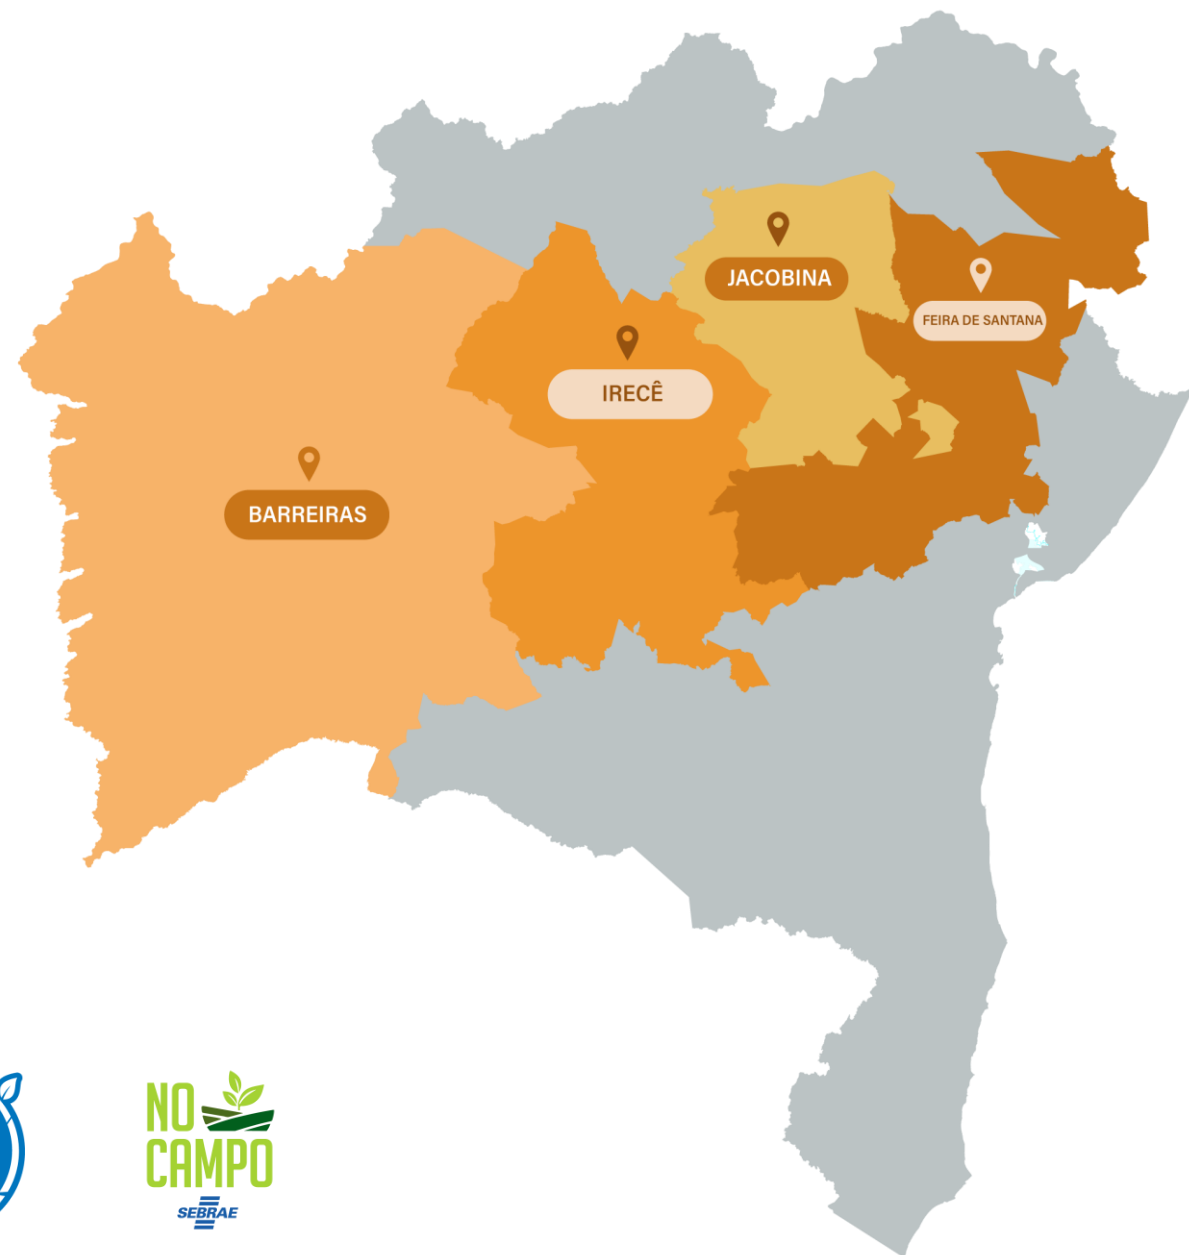 JACOBINA
FEIRA DE SANTANA
IRECÊ
BARREIRAS
NO
CAMPO
SEBRAE